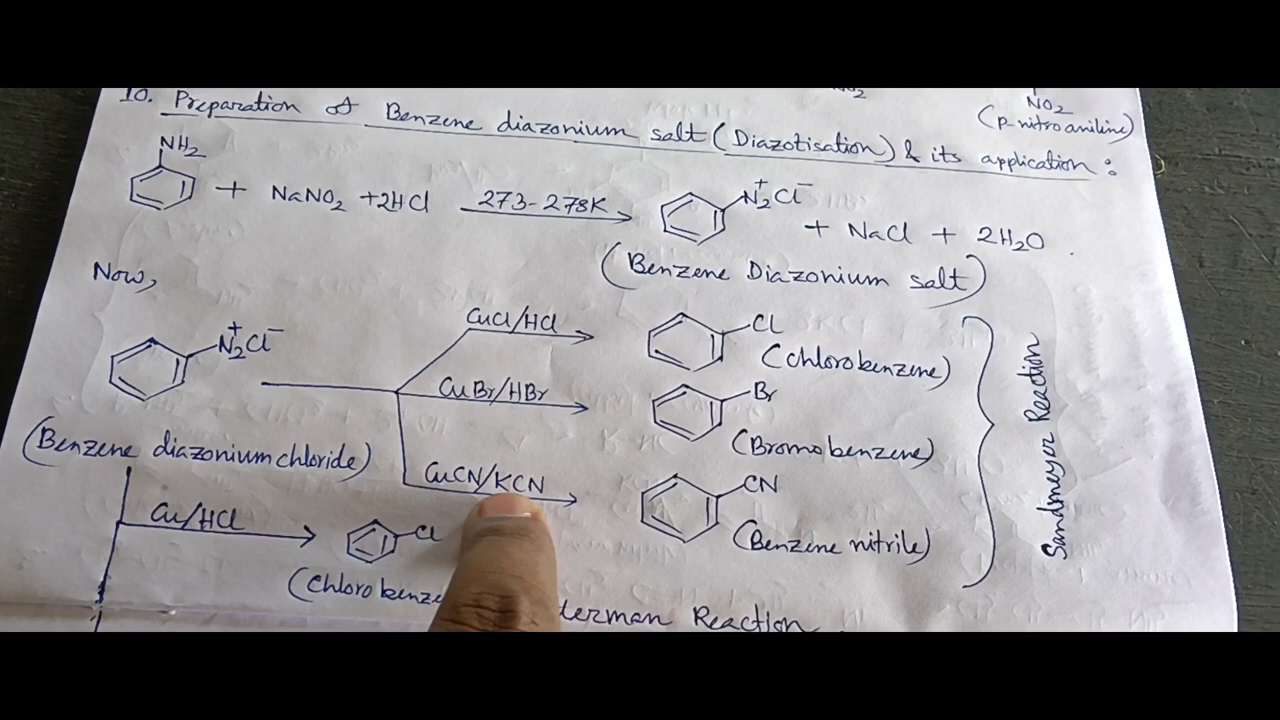 NO2
(p-nitroaniline)
10. Preparation of Benzene diazonium salt (Diazotisation) & its application :
NH2
+ NaNO2 + 2HCl 273-278K N2+Cl- + NaCl + 2H2O
(Benzene Diazonium salt)
Now,
N2+Cl-
(Benzene diazonium chloride)
CuCl/HCl Cl
(chlorobenzene)
CuBr/HBr Br
(Bromobenzene)
CuCN/KCN CN
(Benzene nitrile)
Sandmeyer Reaction
Cu/HCl Cl
(chlorobenze
Reaction